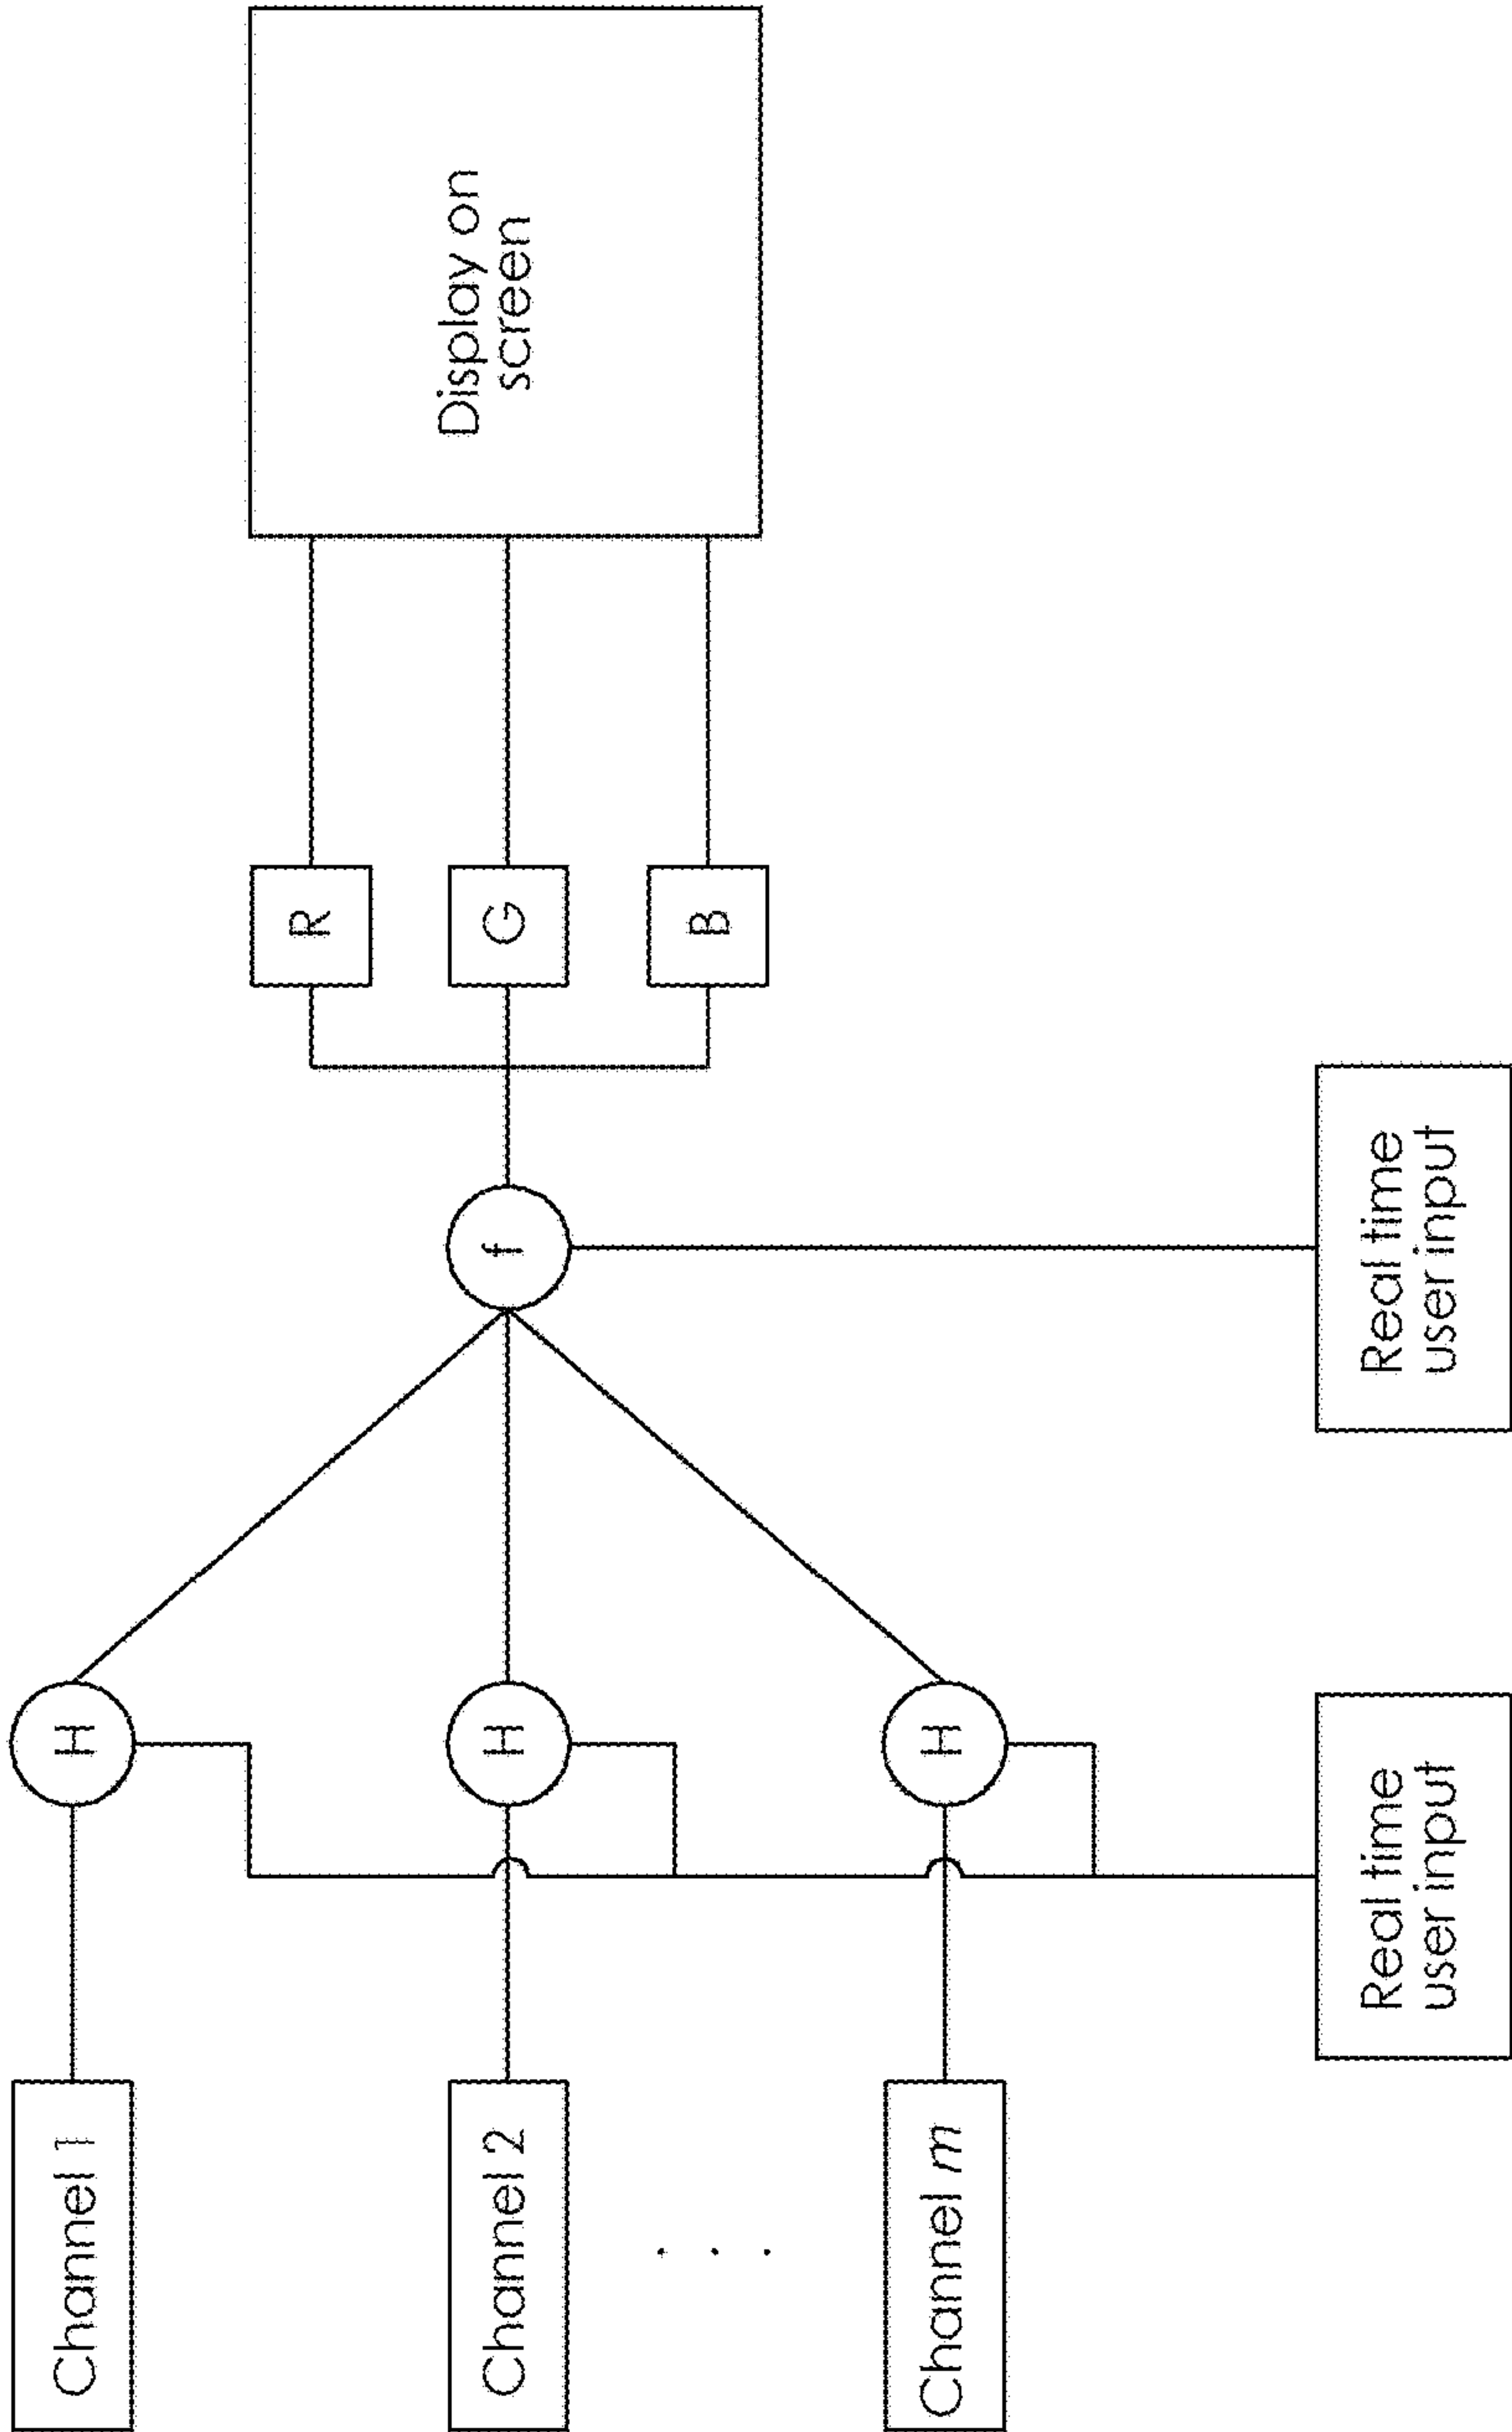 Channel 1
Channel 2
. . .
Channel m
H
H
H
Real time
user input
f
Real time
user input
R
G
B
Display on
screen